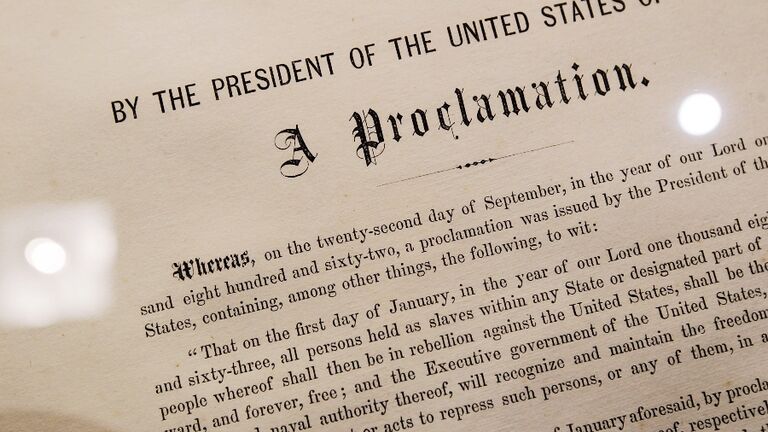 BY THE PRESIDENT OF THE UNITED STATES
A Proclamation.
Whereas, on the twenty-second day of September, in the year of our Lord
sand eight hundred and sixty-two, a proclamation was issued by the President of the
States, containing, among other things, the following, to wit:
"That on the first day of January, in the year of our Lord one thousand
and sixty-three, all persons held as slaves within any State or designated part of
people whereof shall then be in rebellion against the United States, shall be
ward, and forever, free; and the Executive government of the United States,
naval authority thereof, will recognize and maintain the
or acts to repress such persons, or any of them, in
of January aforesaid, by